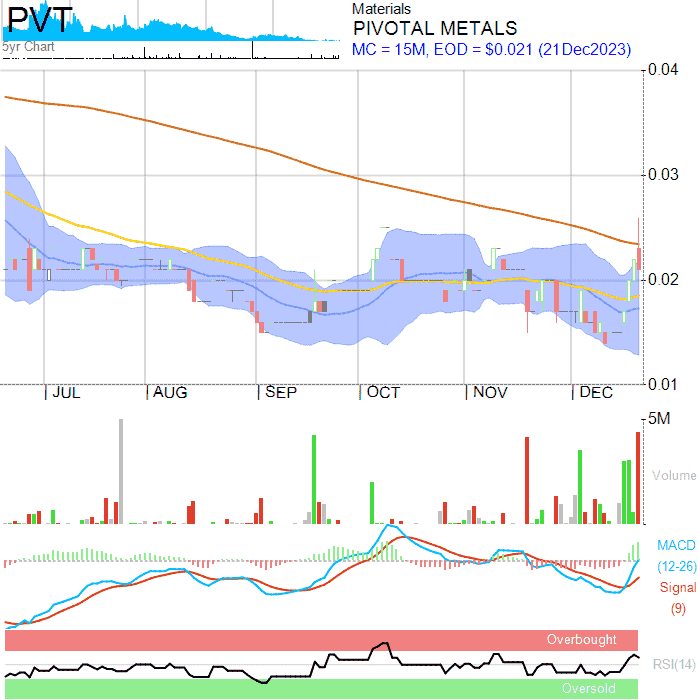 PVT
5yr Chart
Materials
PIVOTAL METALS
MC = 15M, EOD = $0.021 (21Dec2023)
0.04
0.03
0.02
0.01
JUL
AUG
SEP
OCT
NOV
DEC
5M
Volume
MACD
(12-26)
Signal
(9)
Overbought
RSI(14)
Oversold